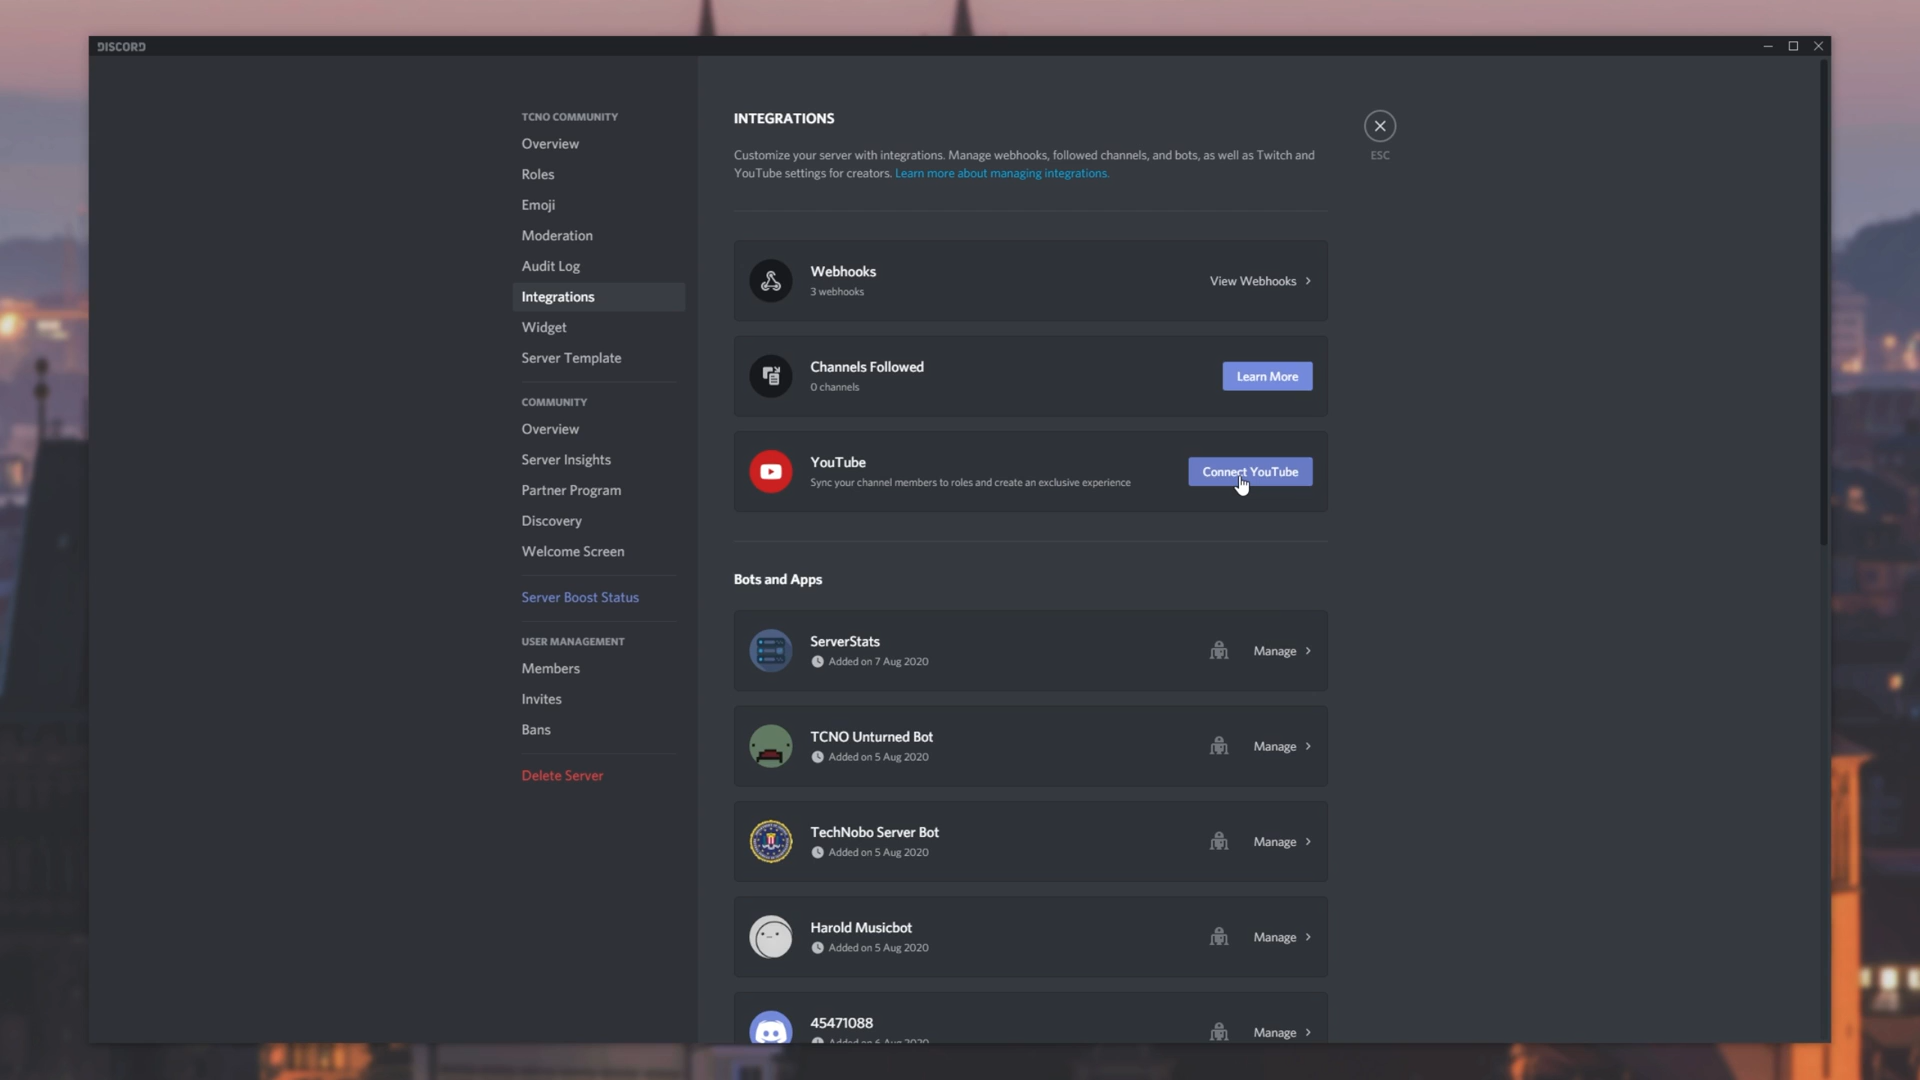 DISCORD
TCNO COMMUNITY
Overview
Roles
Emoji
Moderation
Audit Log
Integrations
Widget
Server Template
COMMUNITY
Overview
Server Insights
Partner Program
Discovery
Welcome Screen
Server Boost Status
USER MANAGEMENT
Members
Invites
Bans
Delete Server
INTEGRATIONS
Customize your server with integrations. Manage webhooks, followed channels, and bots, as well as Twitch and
YouTube settings for creators. Learn more about managing integrations.
ESC
Webhooks
3 webhooks
View Webhooks
Channels Followed
0 channels
Learn More
YouTube
Sync your channel members to roles and create an exclusive experience
Connect YouTube
Bots and Apps
ServerStats
Added on 7 Aug 2020
Manage
TCNO Unturned Bot
Added on 5 Aug 2020
Manage
TechNobo Server Bot
Added on 5 Aug 2020
Manage
Harold Musicbot
Added on 5 Aug 2020
Manage
45471088
Added on 6 Aug 2020
Manage